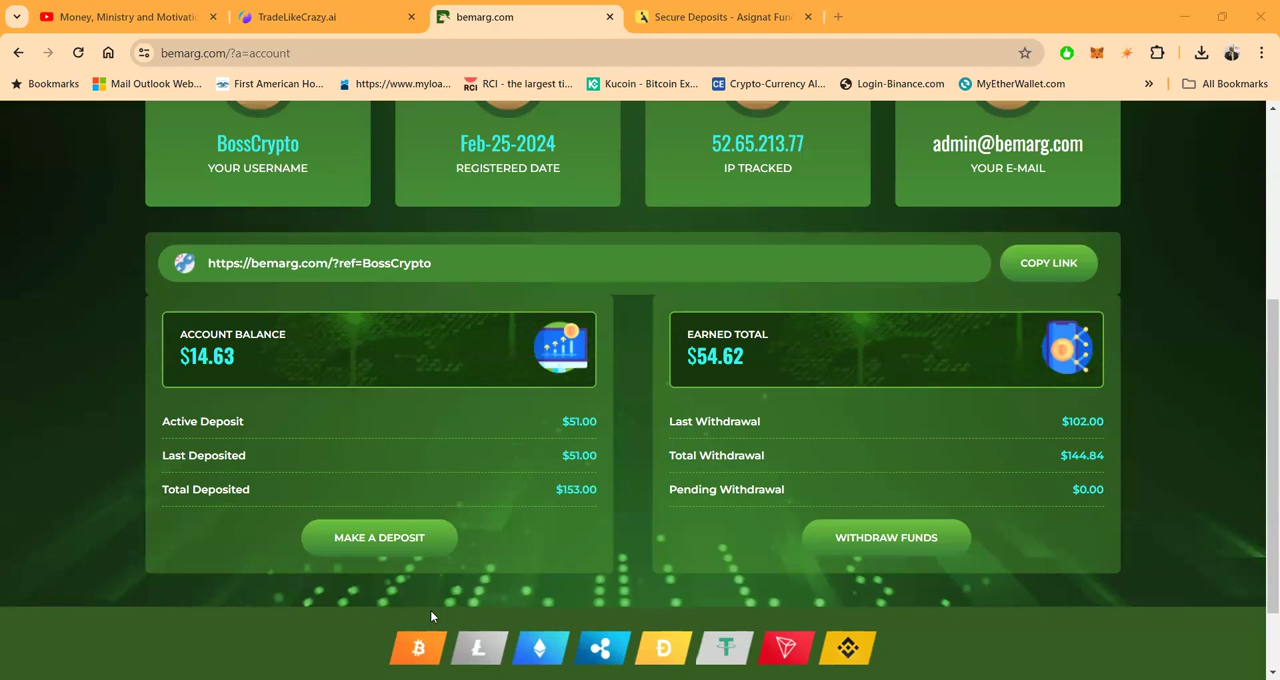 Money, Ministry and Motivatio
TradeLikeCrazy.ai
bemarg.com
Secure Deposits - Asignat Fun
bemarg.com/?a=account
Bookmarks
Mail Outlook Web...
First American Ho...
https://www.myloa...
RCI - the largest ti...
Kucoin - Bitcoin Ex...
Crypto-Currency Al...
Login-Binance.com
MyEtherWallet.com
»
All Bookmarks
BossCrypto
YOUR USERNAME
Feb-25-2024
REGISTERED DATE
52.65.213.77
IP TRACKED
admin@bemarg.com
YOUR E-MAIL
https://bemarg.com/?ref=BossCrypto
COPY LINK
ACCOUNT BALANCE
$14.63
Active Deposit $51.00
Last Deposited $51.00
Total Deposited $153.00
MAKE A DEPOSIT
EARNED TOTAL
$54.62
Last Withdrawal $102.00
Total Withdrawal $144.84
Pending Withdrawal $0.00
WITHDRAW FUNDS